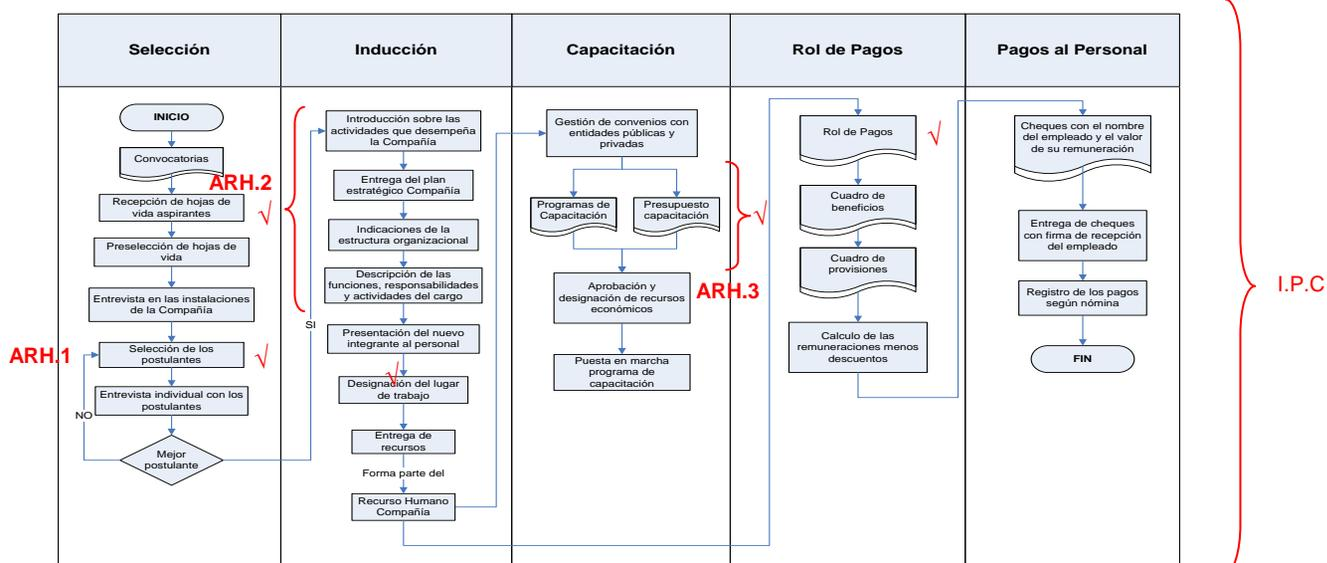 Selección
Inducción
Capacitación
Rol de Pagos
Pagos al Personal
INICIO
Convocatorias
ARH.2
Recepción de hojas de
vida aspirantes
√
Preselección de hojas de
vida
Entrevista en las instalaciones
de la Compañía
ARH.1
Selección de los
postulantes
√
Entrevista individual con los
postulantes
NO
Mejor
postulante
SI
Introducción sobre las
actividades que desempeña
la Compañía
Entrega del plan
estratégico Compañía
Indicaciones de la
estructura organizacional
Descripción de las
funciones, responsabilidades
y actividades del cargo
Presentación del nuevo
integrante al personal
√
Designación del lugar
de trabajo
Entrega de
recursos
Forma parte del
Recurso Humano
Compañía
Gestión de convenios con
entidades públicas y
privadas
Programas de
Capacitación
Presupuesto
capacitación
√
ARH.3
Aprobación y
designación de recursos
económicos
Puesta en marcha
programa de
capacitación
Rol de Pagos
√
Cuadro de
beneficios
Cuadro de
provisiones
Calculo de las
remuneraciones menos
descuentos
Cheques con el nombre
del empleado y el valor
de su remuneración
Entrega de cheques
con firma de recepción
del empleado
Registro de los pagos
según nómina
FIN
I.P.C